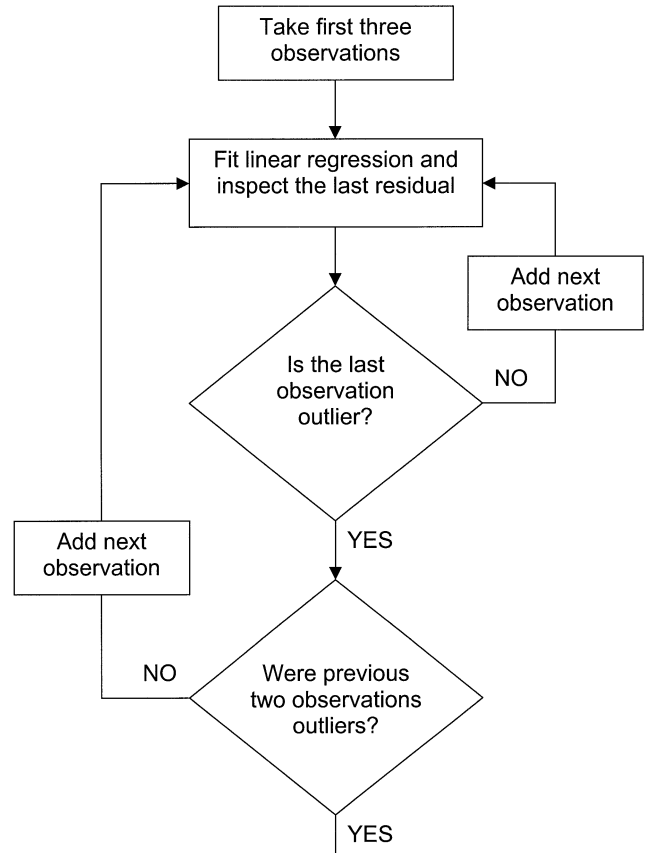 Take first three
observations
Fit linear regression and
inspect the last residual
Add next
observation
Is the last
observation
outlier?
NO
YES
Add next
observation
NO
Were previous
two observations
outliers?
YES